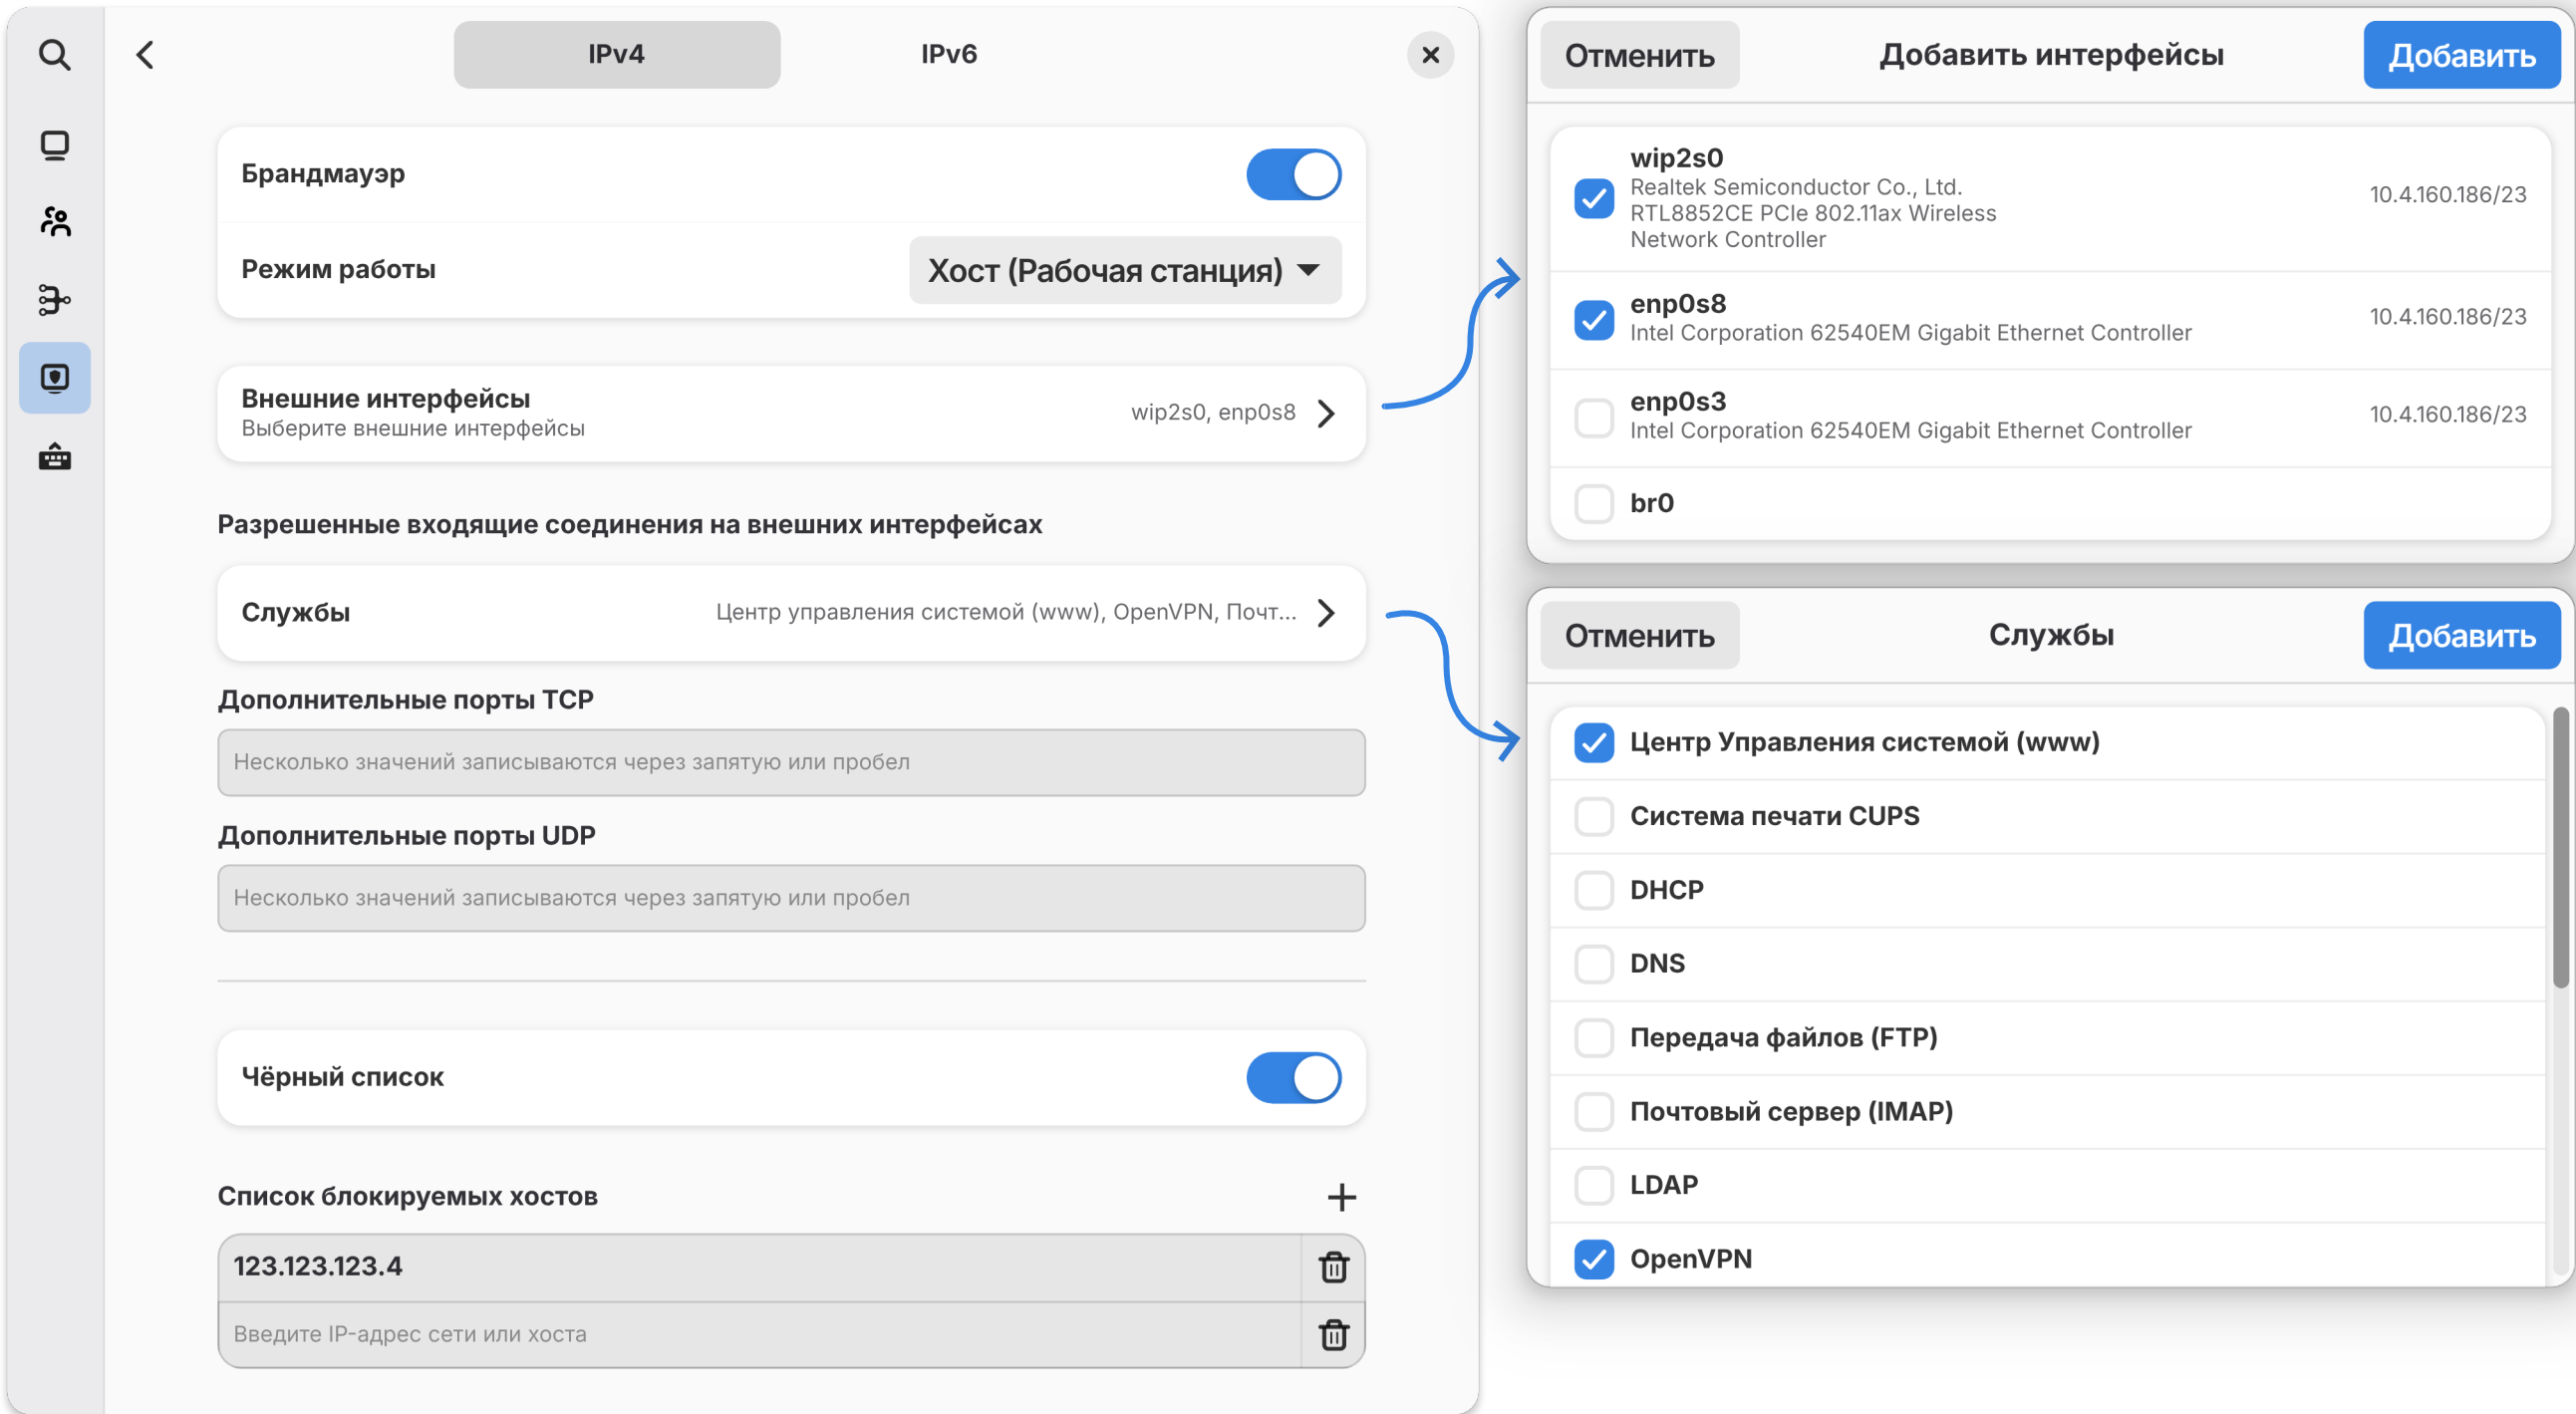 IPv4
IPv6
Брандмауэр
Режим работы
Хост (Рабочая станция)
Внешние интерфейсы
Выберите внешние интерфейсы
wip2s0, enp0s8
Разрешенные входящие соединения на внешних интерфейсах
Службы
Центр управления системой (www), OpenVPN, Почт...
Дополнительные порты TCP
Несколько значений записываются через запятую или пробел
Дополнительные порты UDP
Несколько значений записываются через запятую или пробел
Чёрный список
Список блокируемых хостов
123.123.123.4
Введите IP-адрес сети или хоста
Отменить
Добавить интерфейсы
Добавить
wip2s0
Realtek Semiconductor Co., Ltd.
RTL8852CE PCIe 802.11ax Wireless
Network Controller
10.4.160.186/23
enp0s8
Intel Corporation 62540EM Gigabit Ethernet Controller
10.4.160.186/23
enp0s3
Intel Corporation 62540EM Gigabit Ethernet Controller
10.4.160.186/23
br0
Отменить
Службы
Добавить
Центр Управления системой (www)
Система печати CUPS
DHCP
DNS
Передача файлов (FTP)
Почтовый сервер (IMAP)
LDAP
OpenVPN